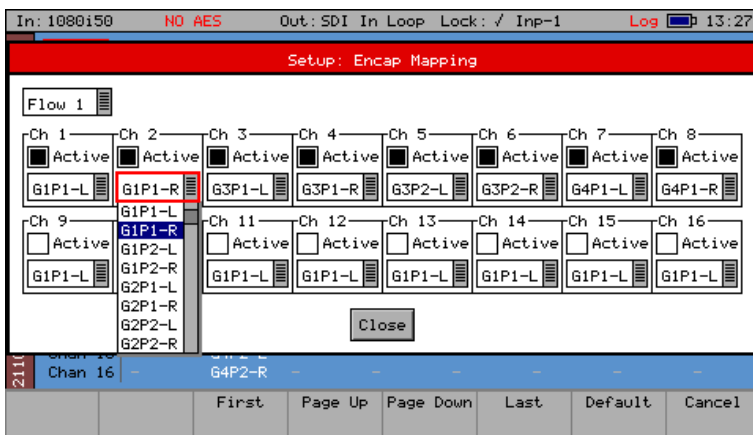 In: 1080i50 NO AES Out: SDI In Loop Lock: √ Inp-1 Log 13:27
Setup: Encap Mapping
Flow 1
Ch 1 Ch 2 Ch 3 Ch 4 Ch 5 Ch 6 Ch 7 Ch 8
Active Active Active Active Active Active Active Active
G1P1-L G1P1-R G3P1-L G3P1-R G3P2-L G3P2-R G4P1-L G4P1-R
G1P1-L
G1P1-R
G1P2-L
G1P2-R
G2P1-L
G2P1-R
G2P2-L
G2P2-R
Ch 9 Ch 11 Ch 12 Ch 13 Ch 14 Ch 15 Ch 16
Active Active Active Active Active Active Active
G1P1-L G1P1-L G1P1-L G1P1-L G1P1-L G1P1-L G1P1-L
Close
2110
Chan 16 - G4P2-R - - - - -
First Page Up Page Down Last Default Cancel